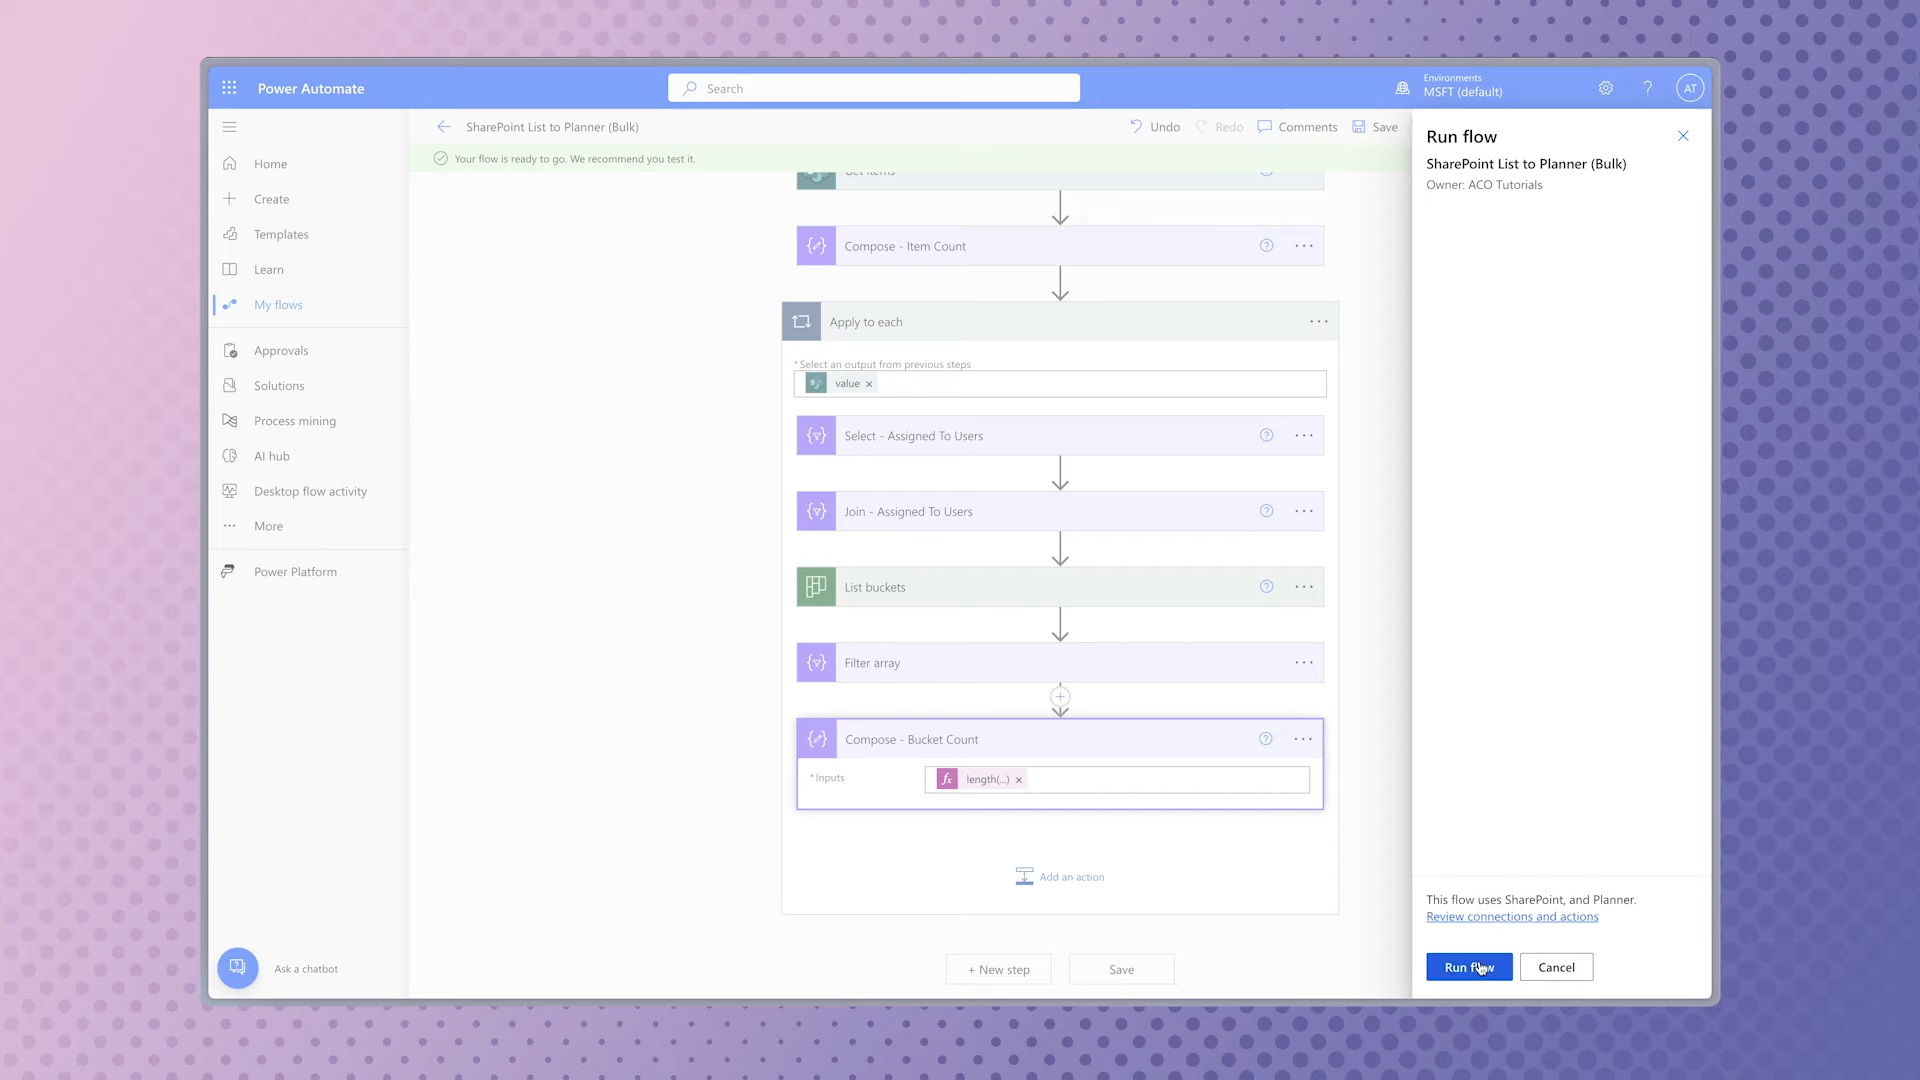 Power Automate
Search
Environments
MSFT (default)
?
AT
SharePoint List to Planner (Bulk)
Undo
Redo
Comments
Save
Your flow is ready to go. We recommend you test it.
Home
Create
Templates
Learn
My flows
Approvals
Solutions
Process mining
AI hub
Desktop flow activity
More
Power Platform
Ask a chatbot
Get items
Compose - Item Count
Apply to each
* Select an output from previous steps
value ×
Select - Assigned To Users
Join - Assigned To Users
List buckets
Filter array
Compose - Bucket Count
* Inputs
fx length(...) ×
Add an action
+ New step
Save
Run flow
SharePoint List to Planner (Bulk)
Owner: ACO Tutorials
This flow uses SharePoint, and Planner.
Review connections and actions
Run flow
Cancel